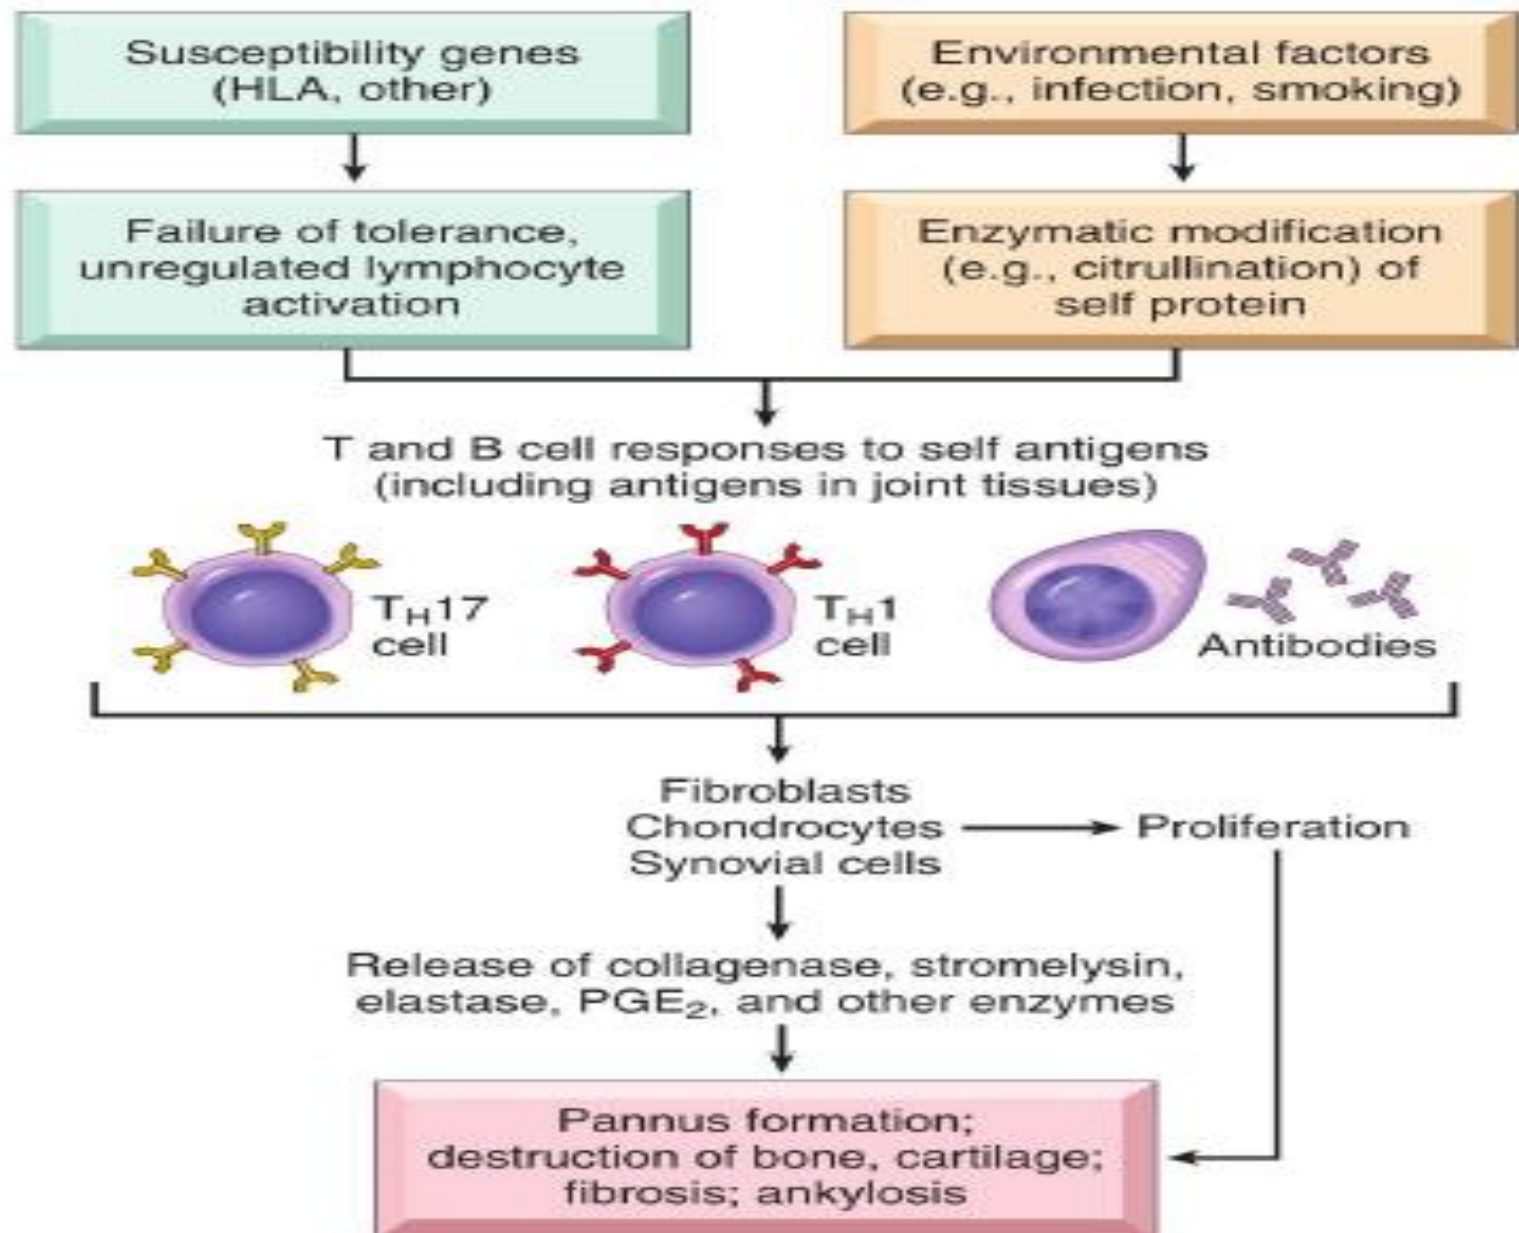 Susceptibility genes
(HLA, other)
Environmental factors
(e.g., infection, smoking)
Failure of tolerance,
unregulated lymphocyte
activation
Enzymatic modification
(e.g., citrullination) of
self protein
T and B cell responses to self antigens
(including antigens in joint tissues)
TH17
cell
TH1
cell
Antibodies
Fibroblasts
Chondrocytes
Synovial cells
Proliferation
Release of collagenase, stromelysin,
elastase, PGE₂, and other enzymes
Pannus formation;
destruction of bone, cartilage;
fibrosis; ankylosis